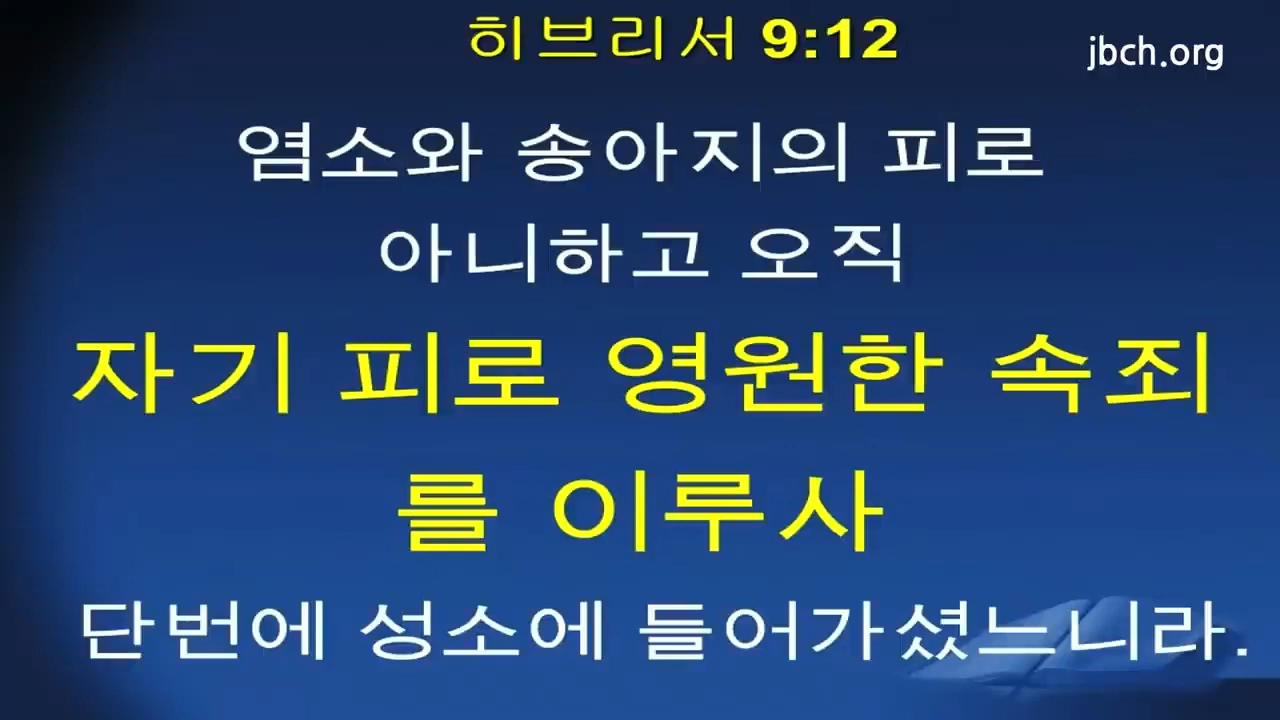 히브리서 9:12
jbch.org
염소와 송아지의 피로
아니하고 오직
자기 피로 영원한 속죄
를 이루사
단번에 성소에 들어가셨느니라.